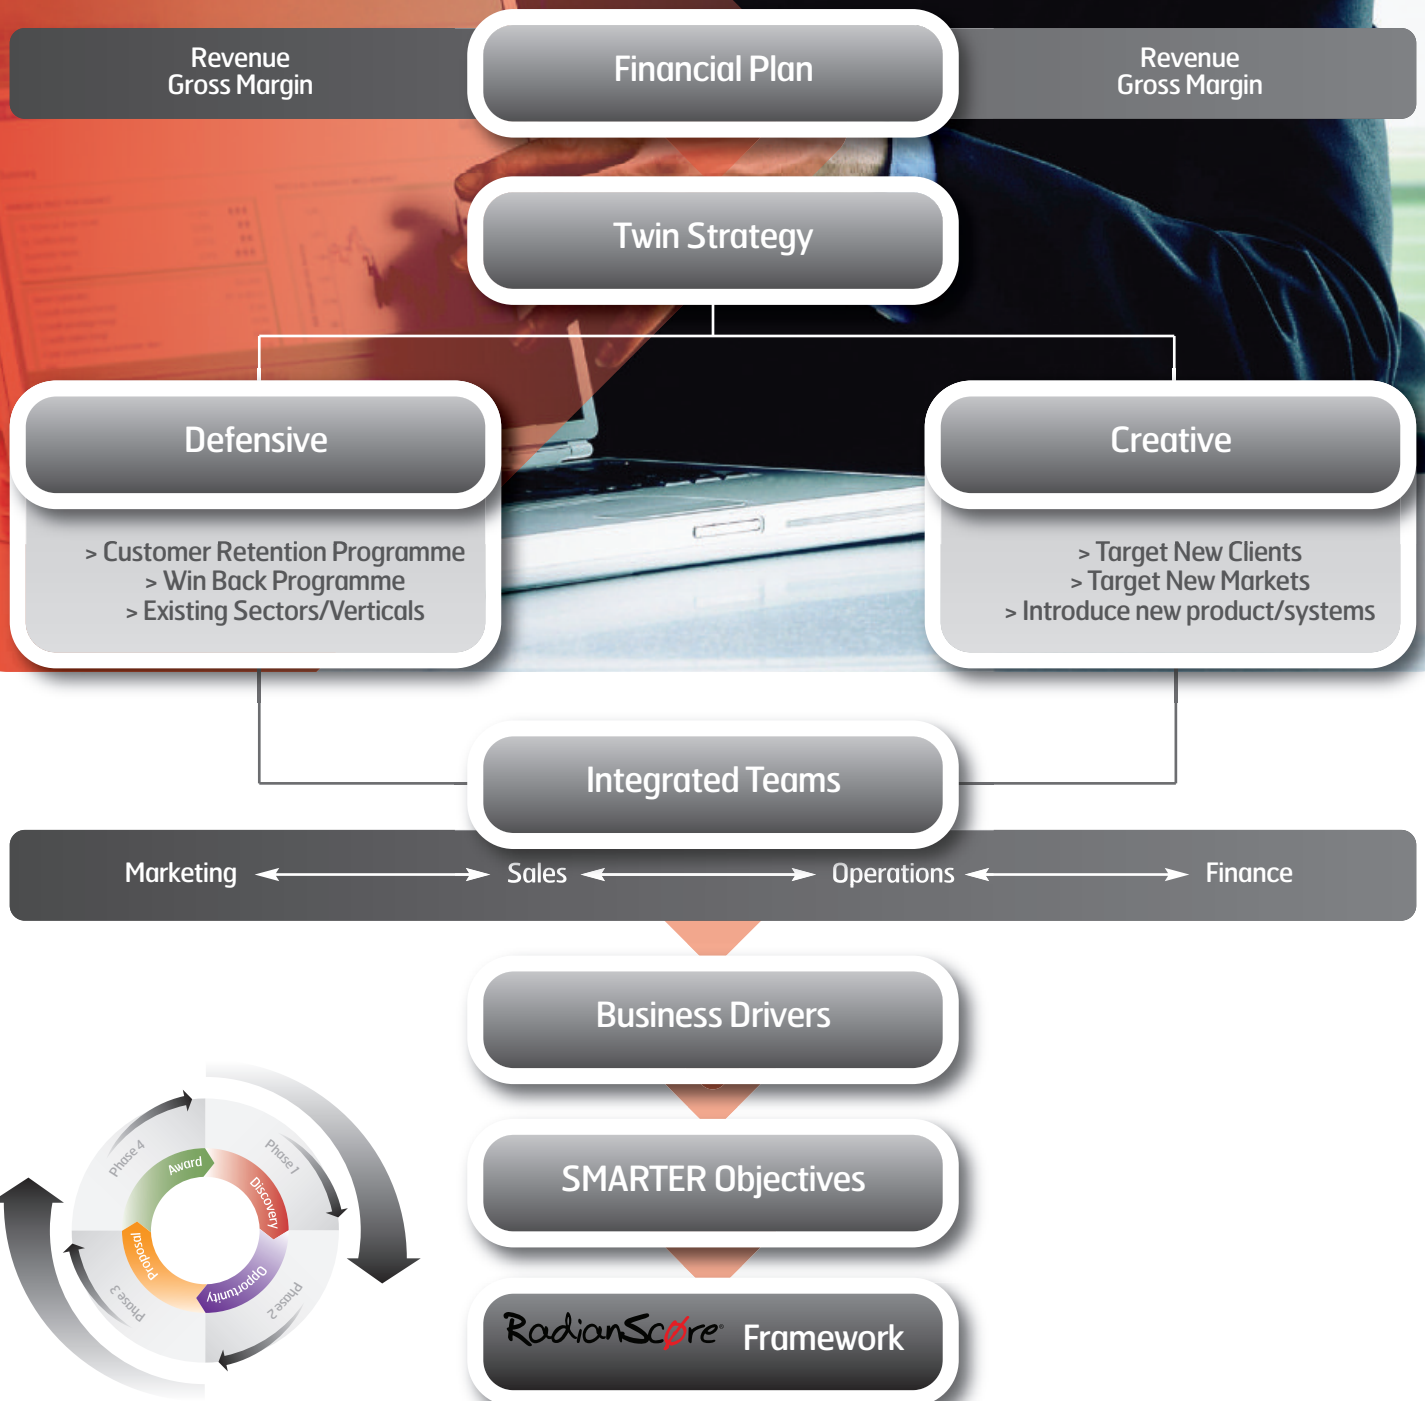 Revenue
Gross Margin
Financial Plan
Revenue
Gross Margin
Twin Strategy
Defensive
> Customer Retention Programme
> Win Back Programme
> Existing Sectors/Verticals
Creative
> Target New Clients
> Target New Markets
> Introduce new product/systems
Integrated Teams
Marketing Sales Operations Finance
Business Drivers
SMARTER Objectives
RadianScøre Framework
Phase 1
Discovery
Phase 2
Opportunity
Phase 3
Proposal
Phase 4
Award